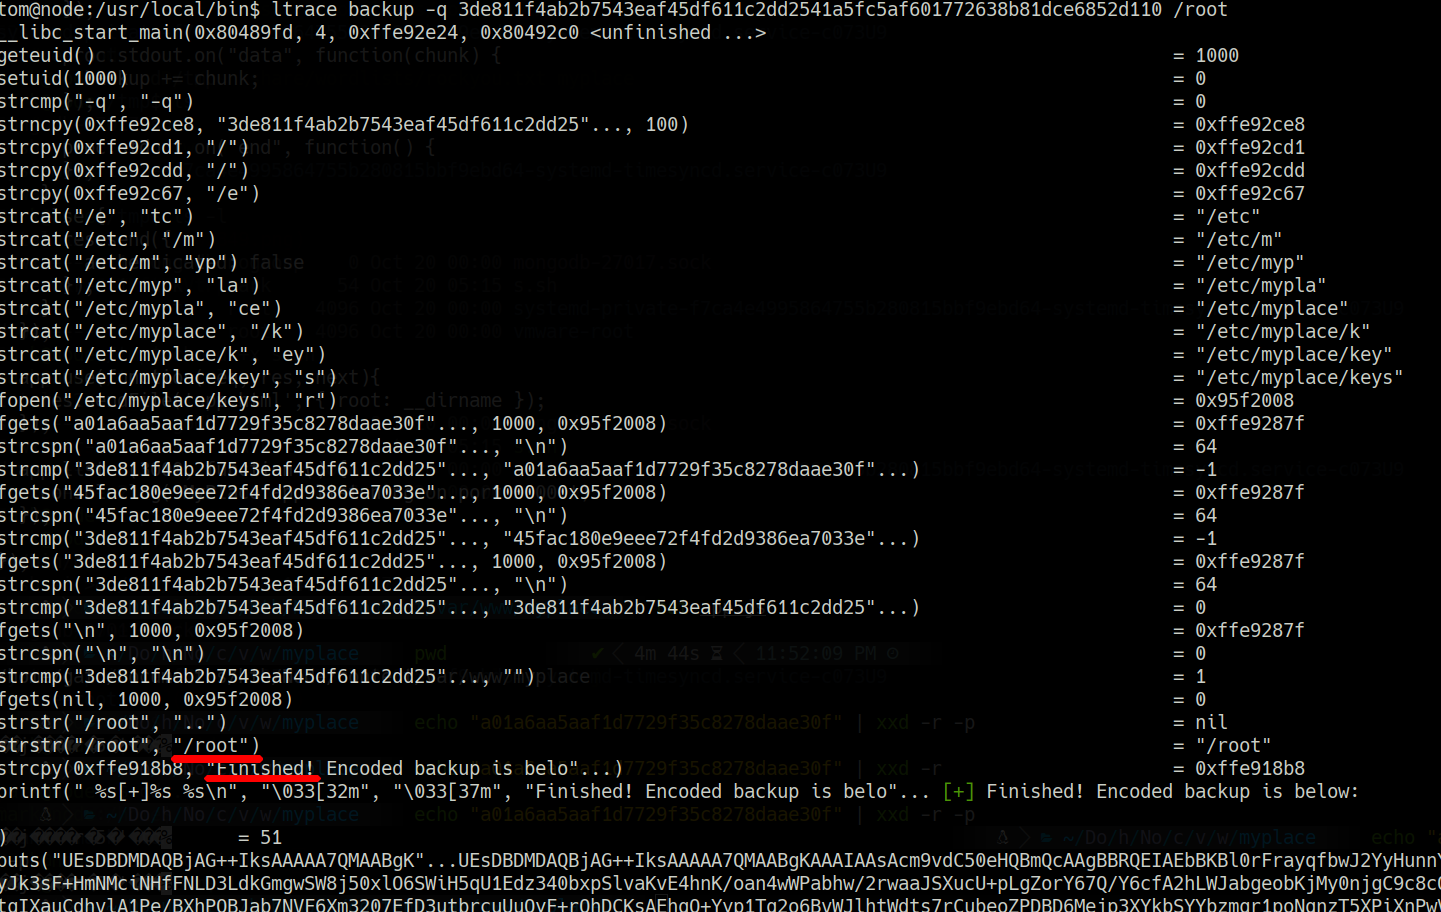 tom@node:/usr/local/bin$ ltrace backup -q 3de811f4ab2b7543eaf45df611c2dd2541a5fc5af601772638b81dce6852d110 /root
__libc_start_main(0x80489fd, 4, 0xffe92e24, 0x80492c0 <unfinished ...>
geteuid() = 1000
setuid(1000) = 0
strcmp("-q", "-q") = 0
strncpy(0xffe92ce8, "3de811f4ab2b7543eaf45df611c2dd25"..., 100) = 0xffe92ce8
strcpy(0xffe92cd1, "/") = 0xffe92cd1
strcpy(0xffe92cdd, "/") = 0xffe92cdd
strcpy(0xffe92c67, "/e") = 0xffe92c67
strcat("/e", "tc") = "/etc"
strcat("/etc", "/m") = "/etc/m"
strcat("/etc/m", "yp") = "/etc/myp"
strcat("/etc/myp", "la") = "/etc/mypla"
strcat("/etc/mypla", "ce") = "/etc/myplace"
strcat("/etc/myplace", "/k") = "/etc/myplace/k"
strcat("/etc/myplace/k", "ey") = "/etc/myplace/key"
strcat("/etc/myplace/key", "s") = "/etc/myplace/keys"
fopen("/etc/myplace/keys", "r") = 0x95f2008
fgets("a01a6aa5aaf1d7729f35c8278daae30f"..., 1000, 0x95f2008) = 0xffe9287f
strcspn("a01a6aa5aaf1d7729f35c8278daae30f"..., "\n") = 64
strcmp("3de811f4ab2b7543eaf45df611c2dd25"..., "a01a6aa5aaf1d7729f35c8278daae30f"...) = -1
fgets("45fac180e9eee72f4fd2d9386ea7033e"..., 1000, 0x95f2008) = 0xffe9287f
strcspn("45fac180e9eee72f4fd2d9386ea7033e"..., "\n") = 64
strcmp("3de811f4ab2b7543eaf45df611c2dd25"..., "45fac180e9eee72f4fd2d9386ea7033e"...) = -1
fgets("3de811f4ab2b7543eaf45df611c2dd25"..., 1000, 0x95f2008) = 0xffe9287f
strcspn("3de811f4ab2b7543eaf45df611c2dd25"..., "\n") = 64
strcmp("3de811f4ab2b7543eaf45df611c2dd25"..., "3de811f4ab2b7543eaf45df611c2dd25"...) = 0
fgets("\n", 1000, 0x95f2008) = 0xffe9287f
strcspn("\n", "\n") = 0
strcmp("3de811f4ab2b7543eaf45df611c2dd25"..., "") = 1
fgets(nil, 1000, 0x95f2008) = 0
strstr("/root", "..") = nil
strstr("/root", "/root") = "/root"
strcpy(0xffe918b8, "Finished! Encoded backup is belo"...) = 0xffe918b8
printf(" %s[+]%s %s\n", "\033[32m", "\033[37m", "Finished! Encoded backup is belo"... [+] Finished! Encoded backup is below:
) = 51
puts("UEsDBDMDAQBjAG++IksAAAAA7QMAABgK"...UEsDBDMDAQBjAG++IksAAAAA7QMAABgKAAAIAAsAcm9vdC50eHQBmQcAAgBBRQEIAEbBKBl0rFrayqfbwJ2YyHunnY